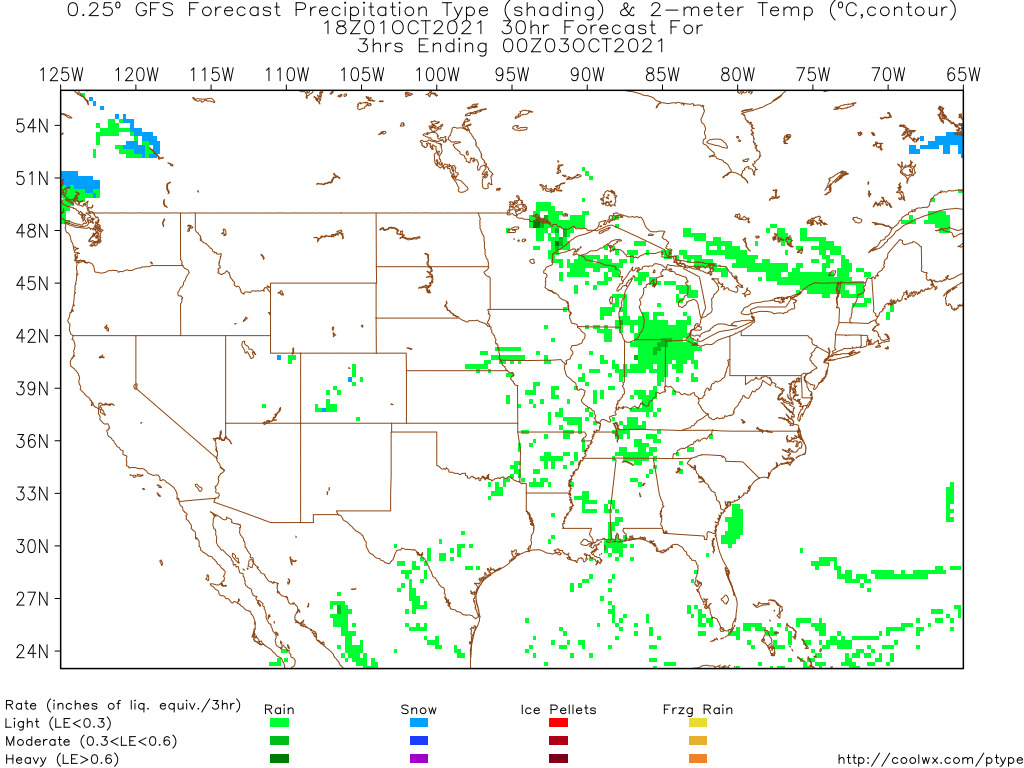 0.25º GFS Forecast Precipitation Type (shading) & 2-meter Temp (ºC,contour)
18Z01OCT2021 30hr Forecast For
3hrs Ending 00Z03OCT2021
125W 120W 115W 110W 105W 100W 95W 90W 85W 80W 75W 70W 65W
54N
51N
48N
45N
42N
39N
36N
33N
30N
27N
24N
Rate (inches of liq. equiv./3hr) Rain Snow Ice Pellets Frzg Rain
Light (LE<0.3)
Moderate (0.3<LE<0.6)
Heavy (LE>0.6)
http://coolwx.com/ptype